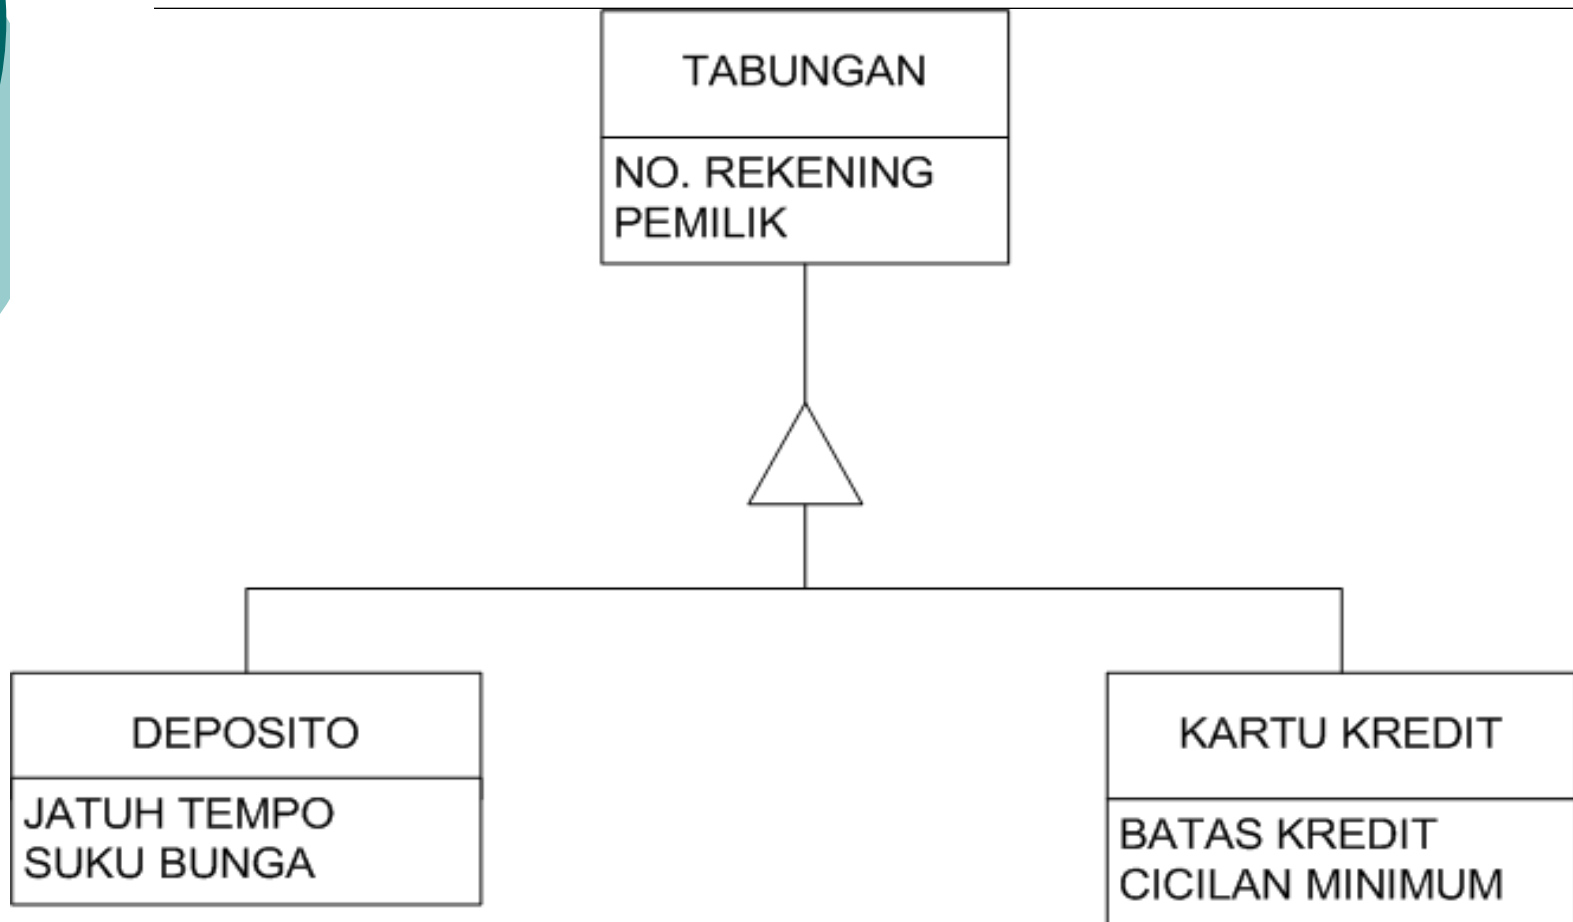 TABUNGAN
NO. REKENING
PEMILIK
DEPOSITO
JATUH TEMPO
SUKU BUNGA
KARTU KREDIT
BATAS KREDIT
CICILAN MINIMUM